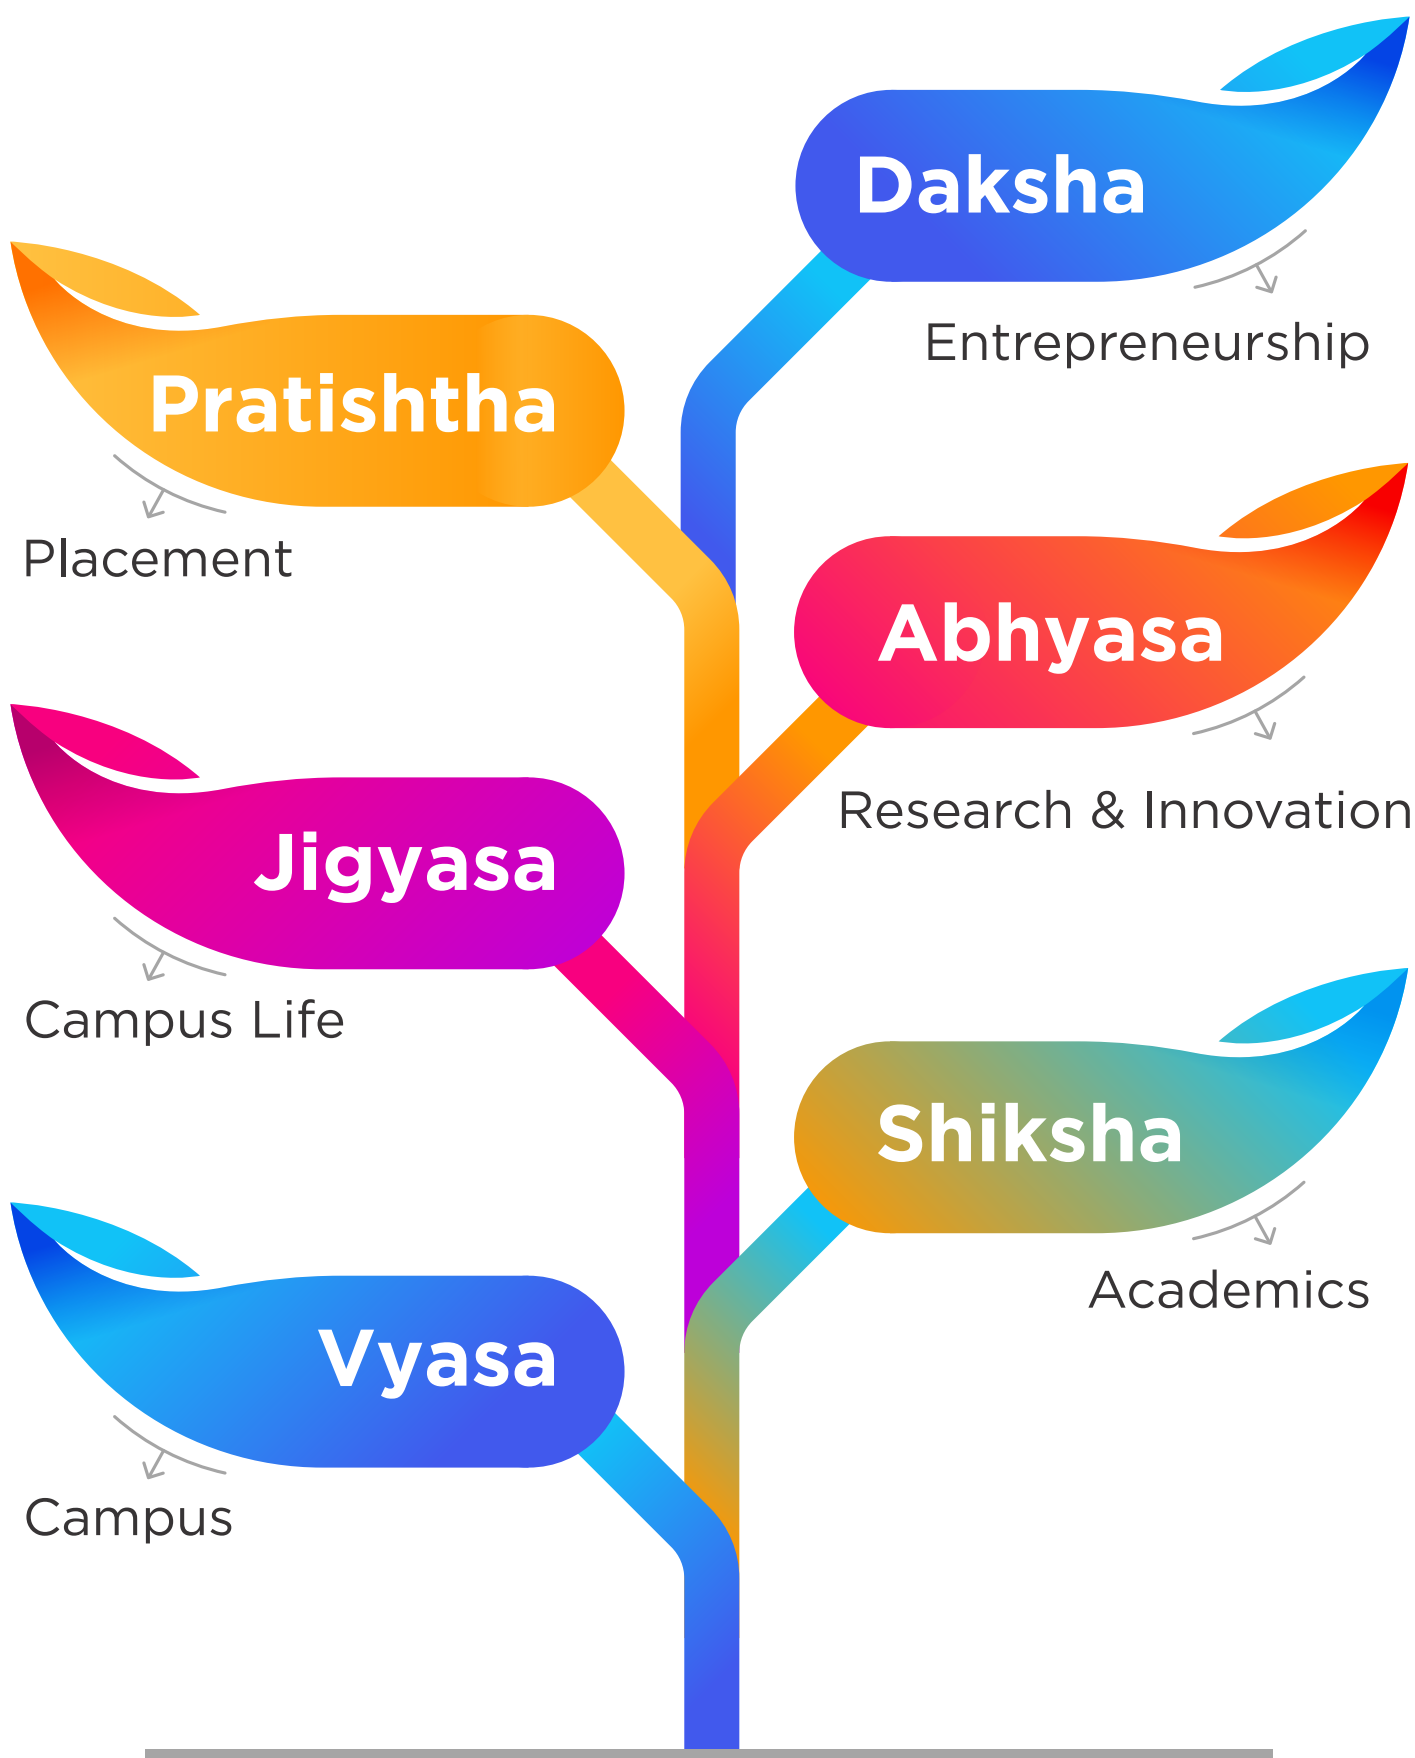 Daksha
Entrepreneurship
Pratishtha
Placement
Abhyasa
Research & Innovation
Jigyasa
Campus Life
Shiksha
Academics
Vyasa
Campus